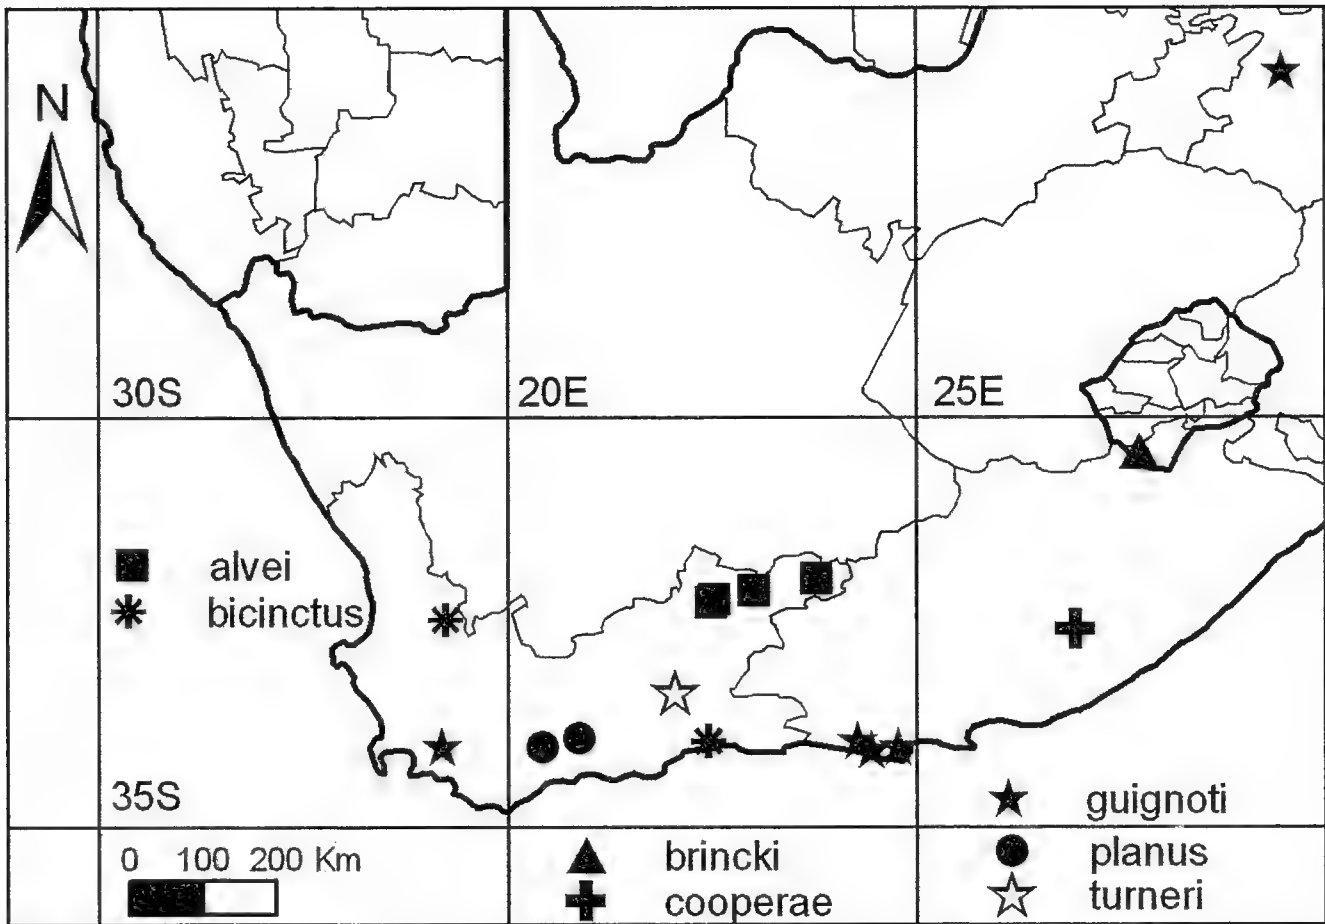 N
30S 20E 25E
alvei
bicinctus
35S
guignoti
0 100 200 Km
brincki
planus
cooperae
turneri